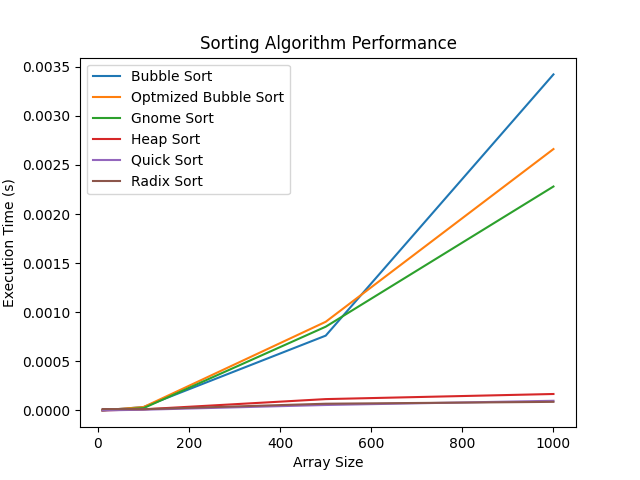 Sorting Algorithm Performance
Execution Time (s)
0.0035
0.0030
0.0025
0.0020
0.0015
0.0010
0.0005
0.0000
Bubble Sort
Optmized Bubble Sort
Gnome Sort
Heap Sort
Quick Sort
Radix Sort
0 200 400 600 800 1000
Array Size